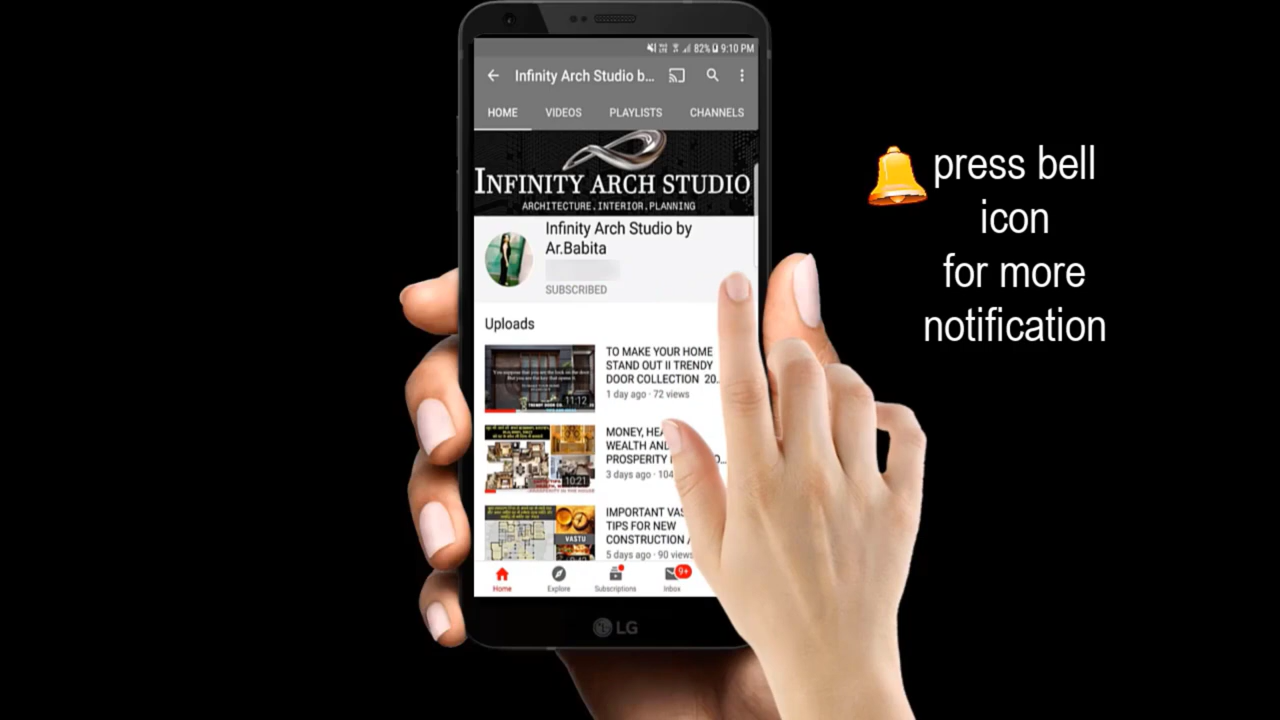 82% 9:10 PM
Infinity Arch Studio b...
HOME VIDEOS PLAYLISTS CHANNELS
INFINITY ARCH STUDIO
ARCHITECTURE.INTERIOR.PLANNING
Infinity Arch Studio by
Ar.Babita
SUBSCRIBED
Uploads
TO MAKE YOUR HOME
STAND OUT II TRENDY
DOOR COLLECTION 20..
1 day ago · 72 views
11:12
MONEY, HEA
WEALTH AND
PROSPERITY
3 days ago · 104
10:21
IMPORTANT VAS
TIPS FOR NEW
CONSTRUCTION /
5 days ago · 90 views
VASTU
Home Explore Subscriptions Inbox
9+
LG
press bell
icon
for more
notification